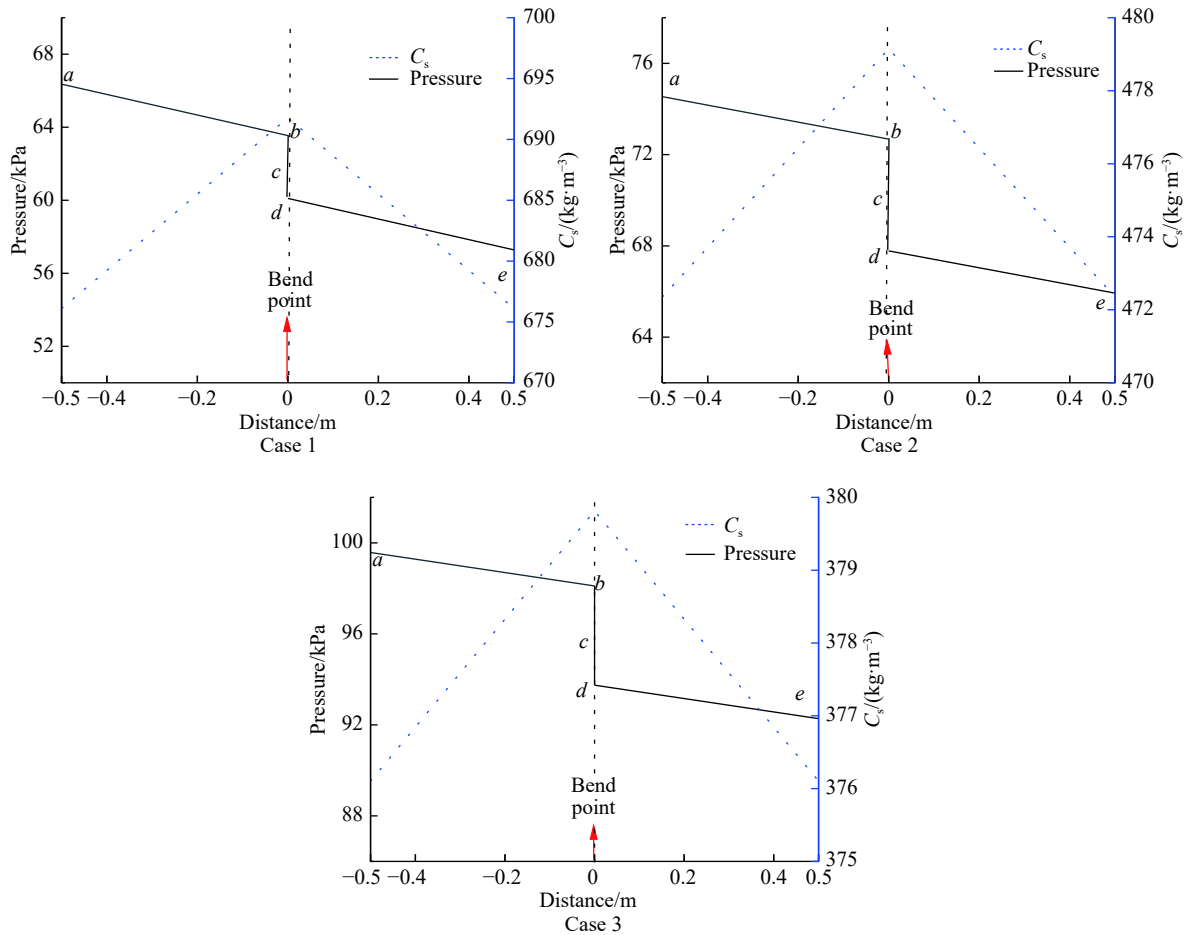 68
64
60
56
52
Pressure/kPa
700
695
690
685
680
675
670
Cs/(kg·m⁻³)
Cs
Pressure
a
b
c
d
e
Bend
point
−0.5 −0.4 −0.2 0 0.2 0.4 0.5
Distance/m
Case 1
76
72
68
64
Pressure/kPa
480
478
476
474
472
470
Cs/(kg·m⁻³)
Cs
Pressure
a
b
c
d
e
Bend
point
−0.5 −0.4 −0.2 0 0.2 0.4 0.5
Distance/m
Case 2
100
96
92
88
Pressure/kPa
380
379
378
377
376
375
Cs/(kg·m⁻³)
Cs
Pressure
a
b
c
d
e
Bend
point
−0.5 −0.4 −0.2 0 0.2 0.4 0.5
Distance/m
Case 3